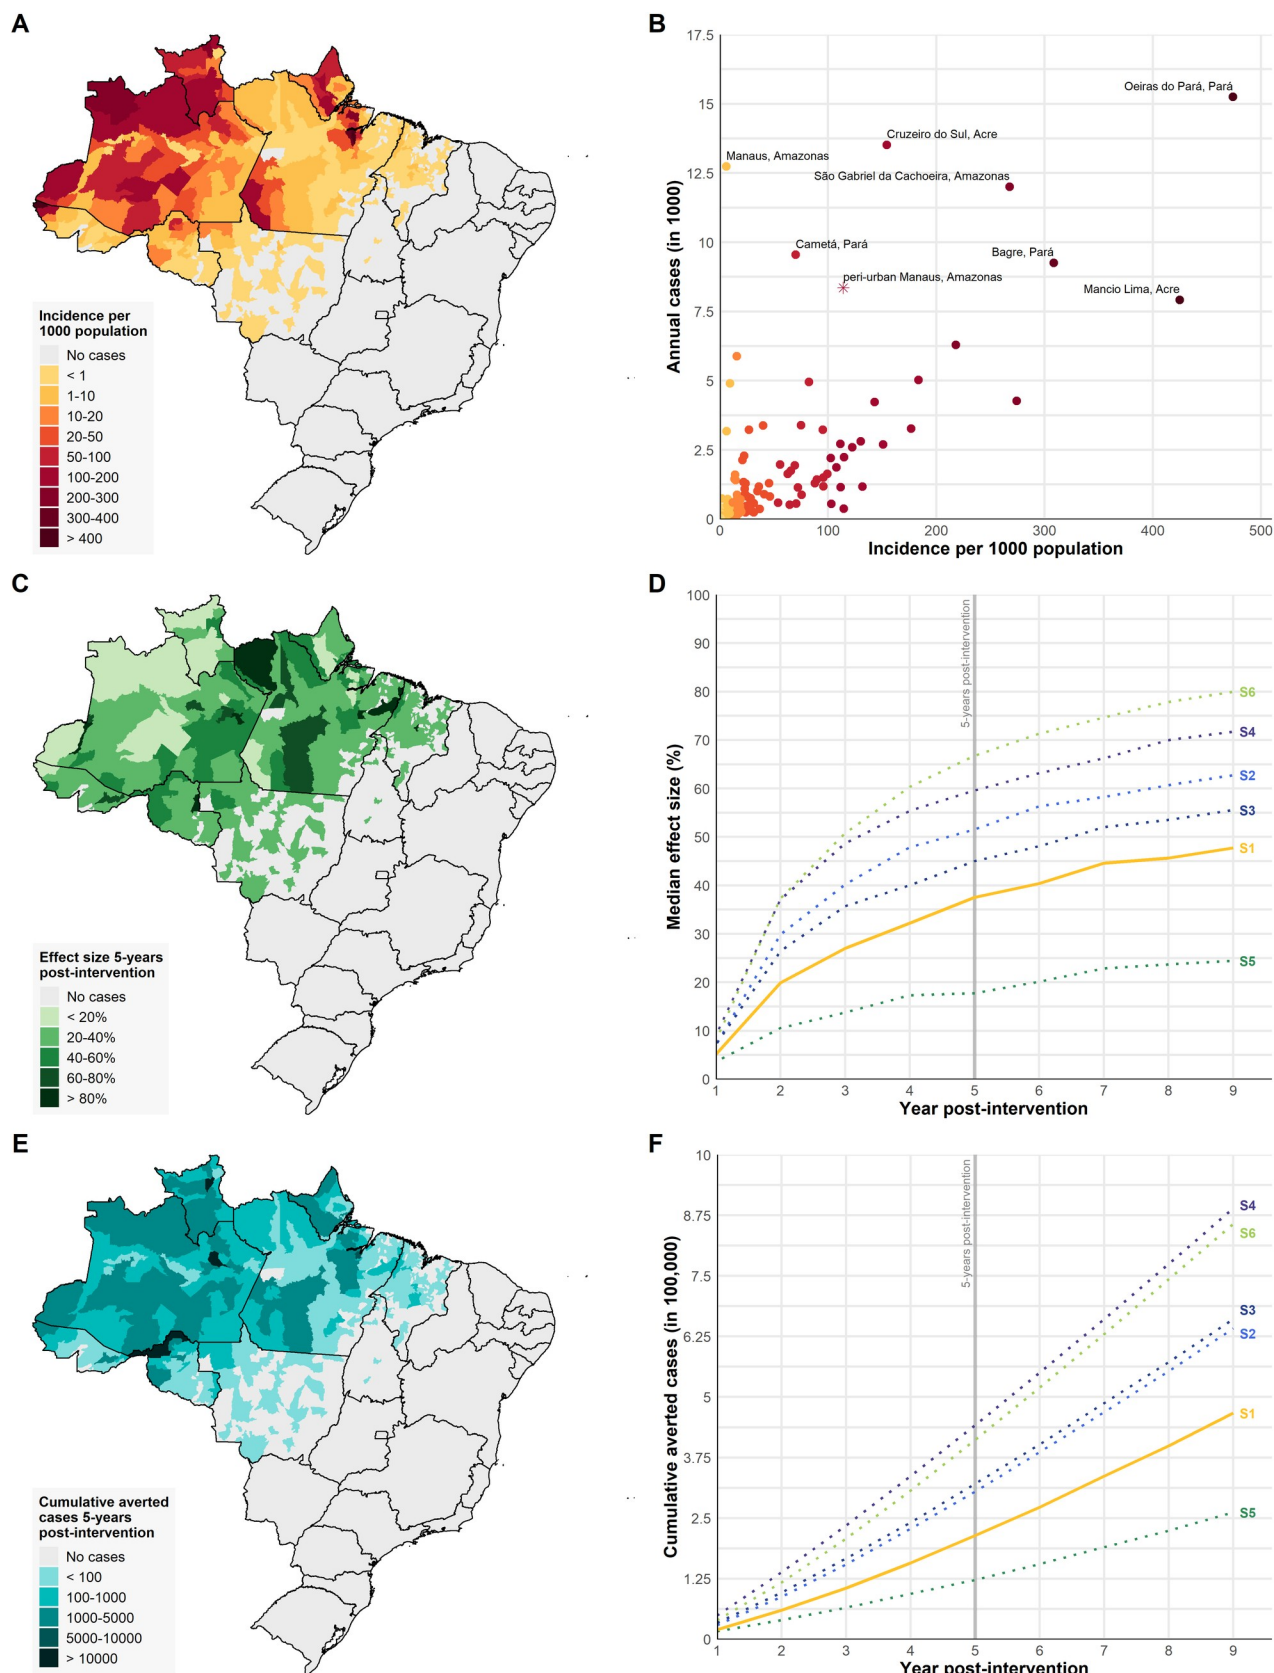 A
Incidence per
1000 population
No cases
< 1
1-10
10-20
20-50
50-100
100-200
200-300
300-400
> 400
B
Annual cases (in 1000)
17.5
15
12.5
10
7.5
5
2.5
0
Oeiras do Pará, Pará
Cruzeiro do Sul, Acre
Manaus, Amazonas
São Gabriel da Cachoeira, Amazonas
Cametá, Pará
Bagre, Pará
peri-urban Manaus, Amazonas
Mancio Lima, Acre
0 100 200 300 400 500
Incidence per 1000 population
C
Effect size 5-years
post-intervention
No cases
< 20%
20-40%
40-60%
60-80%
> 80%
D
Median effect size (%)
100
90
80
70
60
50
40
30
20
10
0
5-years post-intervention
S6
S4
S2
S3
S1
S5
1 2 3 4 5 6 7 8 9
Year post-intervention
E
Cumulative averted
cases 5-years
post-intervention
No cases
< 100
100-1000
1000-5000
5000-10000
> 10000
F
Cumulative averted cases (in 100,000)
10
8.75
7.5
6.25
5
3.75
2.5
1.25
0
5-years post-intervention
S4
S6
S3
S2
S1
S5
1 2 3 4 5 6 7 8 9
Year post-intervention